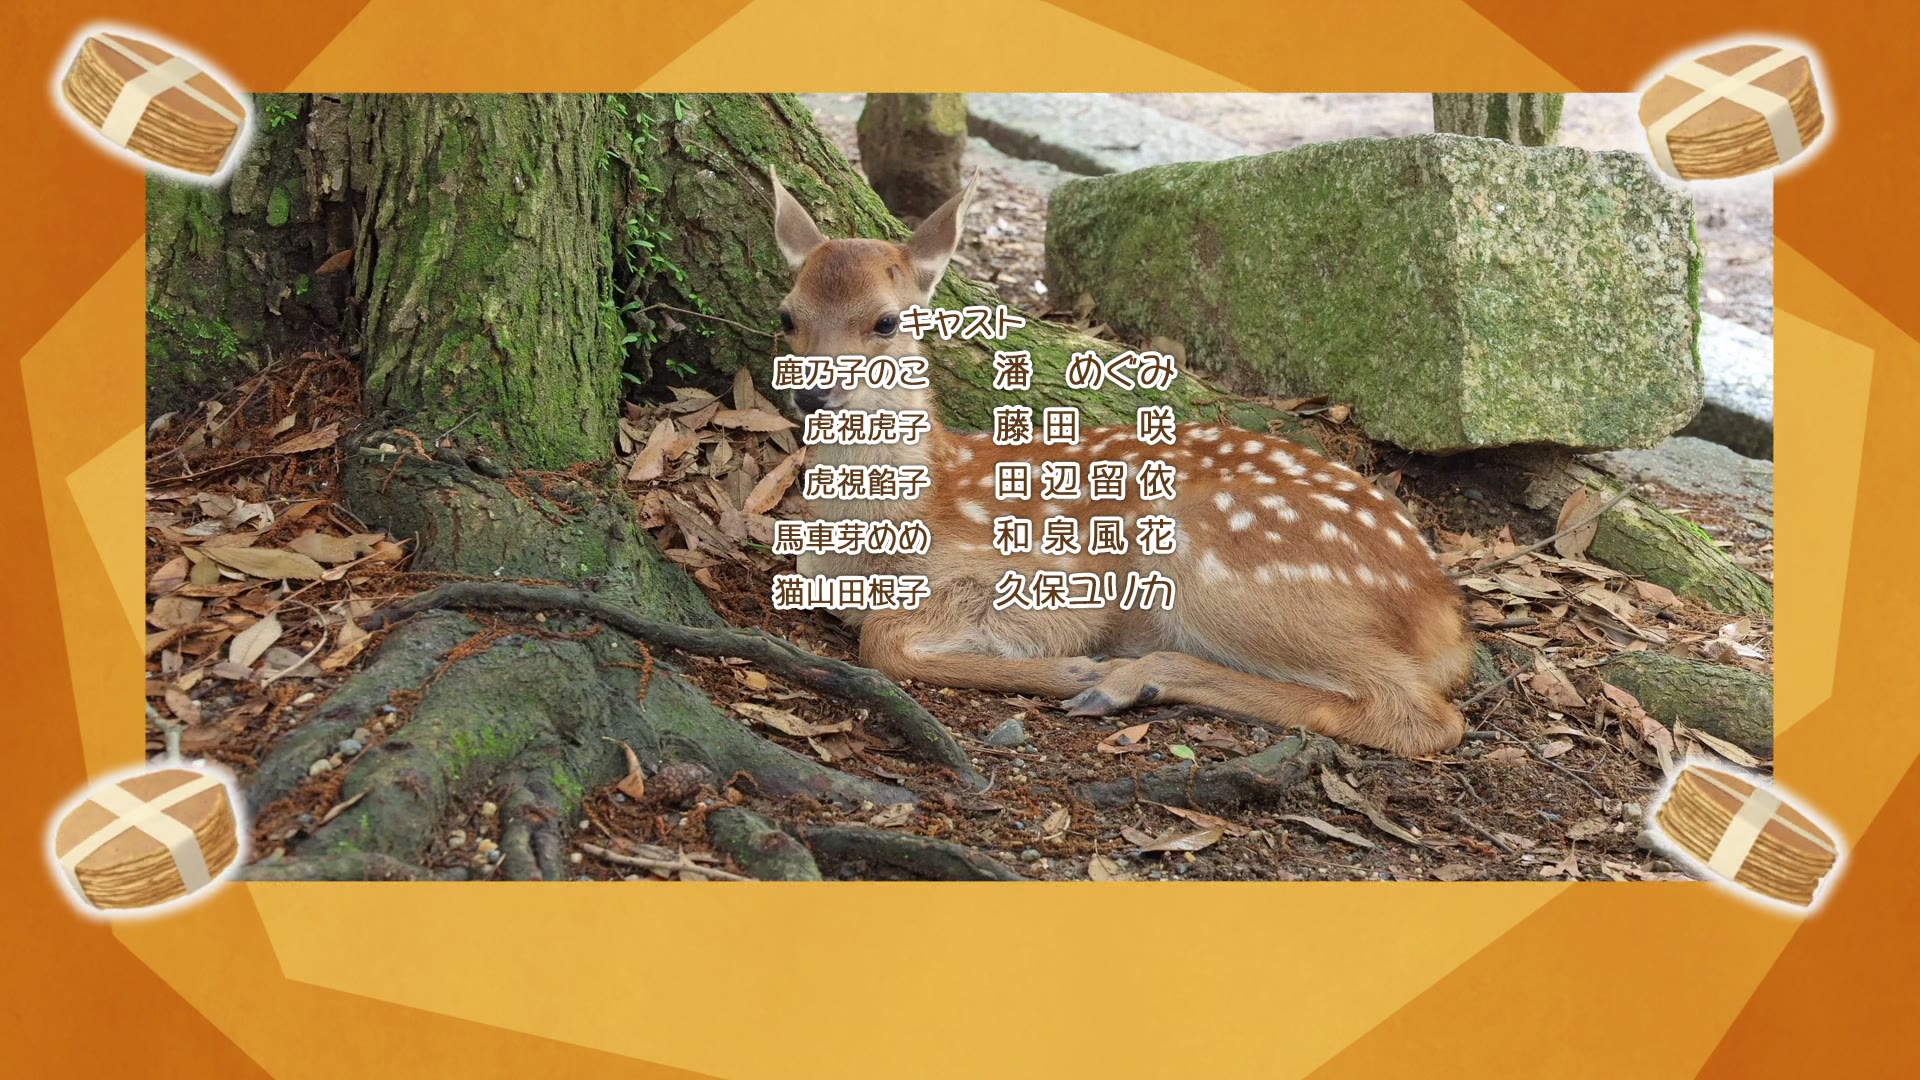 キャスト
鹿乃子のこ 潘 めぐみ
虎視虎子 藤田 咲
虎視餡子 田辺留依
馬車芽めめ 和泉風花
猫山田根子 久保ユリカ